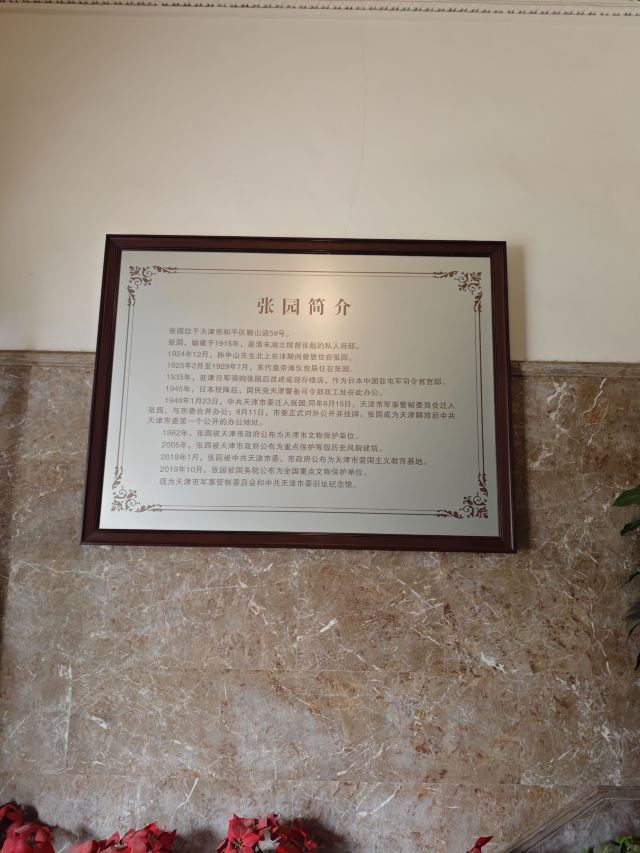 张园简介
张园位于天津市和平区鞍山道59号。
张园，始建于1915年，是清末湖北提督张彪的私人府邸。
1924年12月，孙中山先生北上在津期间曾居住在张园。
1925年2月至1929年7月，末代皇帝溥仪曾居住在张园。
1935年，驻津日军强购张园后改建成现存楼房，作为日本中国驻屯军司令官官邸。
1945年，日本投降后，国民党天津警备司令部政工处在此办公。
1949年1月23日，中共天津市委迁入张园;同年6月15日，天津市军事管制委员会迁入
张园，与市委合并办公；8月11日，市委正式对外公开并挂牌，张园成为天津解放后中共
天津市委第一个公开的办公地址。
1982年，张园被天津市政府公布为天津市文物保护单位。
2005年，张园被天津市政府公布为重点保护等级历史风貌建筑。
2019年1月，张园被中共天津市委、市政府公布为天津市爱国主义教育基地。
2019年10月，张园被国务院公布为全国重点文物保护单位。
现为天津市军事管制委员会和中共天津市委旧址纪念馆。